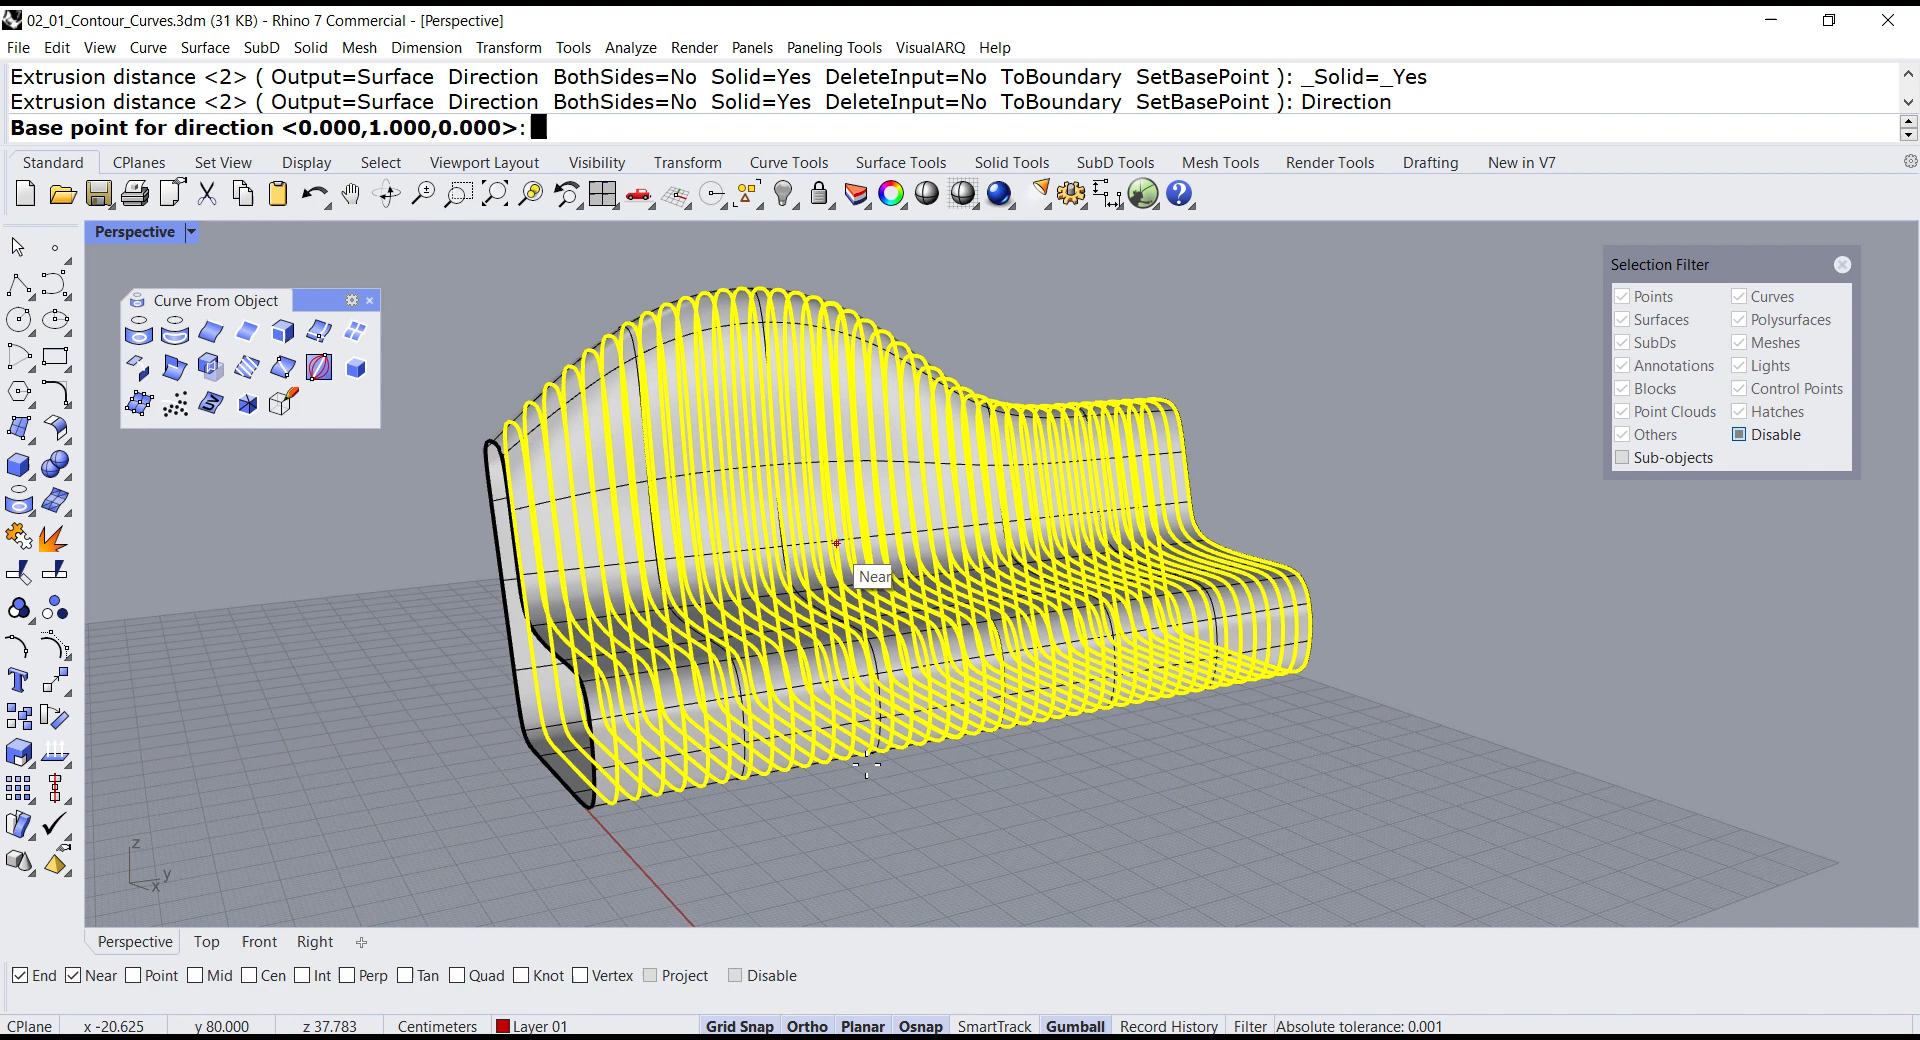 02_01_Contour_Curves.3dm (31 KB) - Rhino 7 Commercial - [Perspective]
File Edit View Curve Surface SubD Solid Mesh Dimension Transform Tools Analyze Render Panels Paneling Tools VisualARQ Help
Extrusion distance <2> ( Output=Surface Direction BothSides=No Solid=Yes DeleteInput=No ToBoundary SetBasePoint ): _Solid=_Yes
Extrusion distance <2> ( Output=Surface Direction BothSides=No Solid=Yes DeleteInput=No ToBoundary SetBasePoint ): Direction
Base point for direction <0.000,1.000,0.000>:
Standard CPlanes Set View Display Select Viewport Layout Visibility Transform Curve Tools Surface Tools Solid Tools SubD Tools Mesh Tools Render Tools Drafting New in V7
Perspective
Curve From Object
Selection Filter
Points Curves
Surfaces Polysurfaces
SubDs Meshes
Annotations Lights
Blocks Control Points
Point Clouds Hatches
Others Disable
Sub-objects
Near
z
y
x
Perspective Top Front Right
End Near Point Mid Cen Int Perp Tan Quad Knot Vertex Project Disable
CPlane x -20.625 y 80.000 z 37.783 Centimeters Layer 01 Grid Snap Ortho Planar Osnap SmartTrack Gumball Record History Filter Absolute tolerance: 0.001